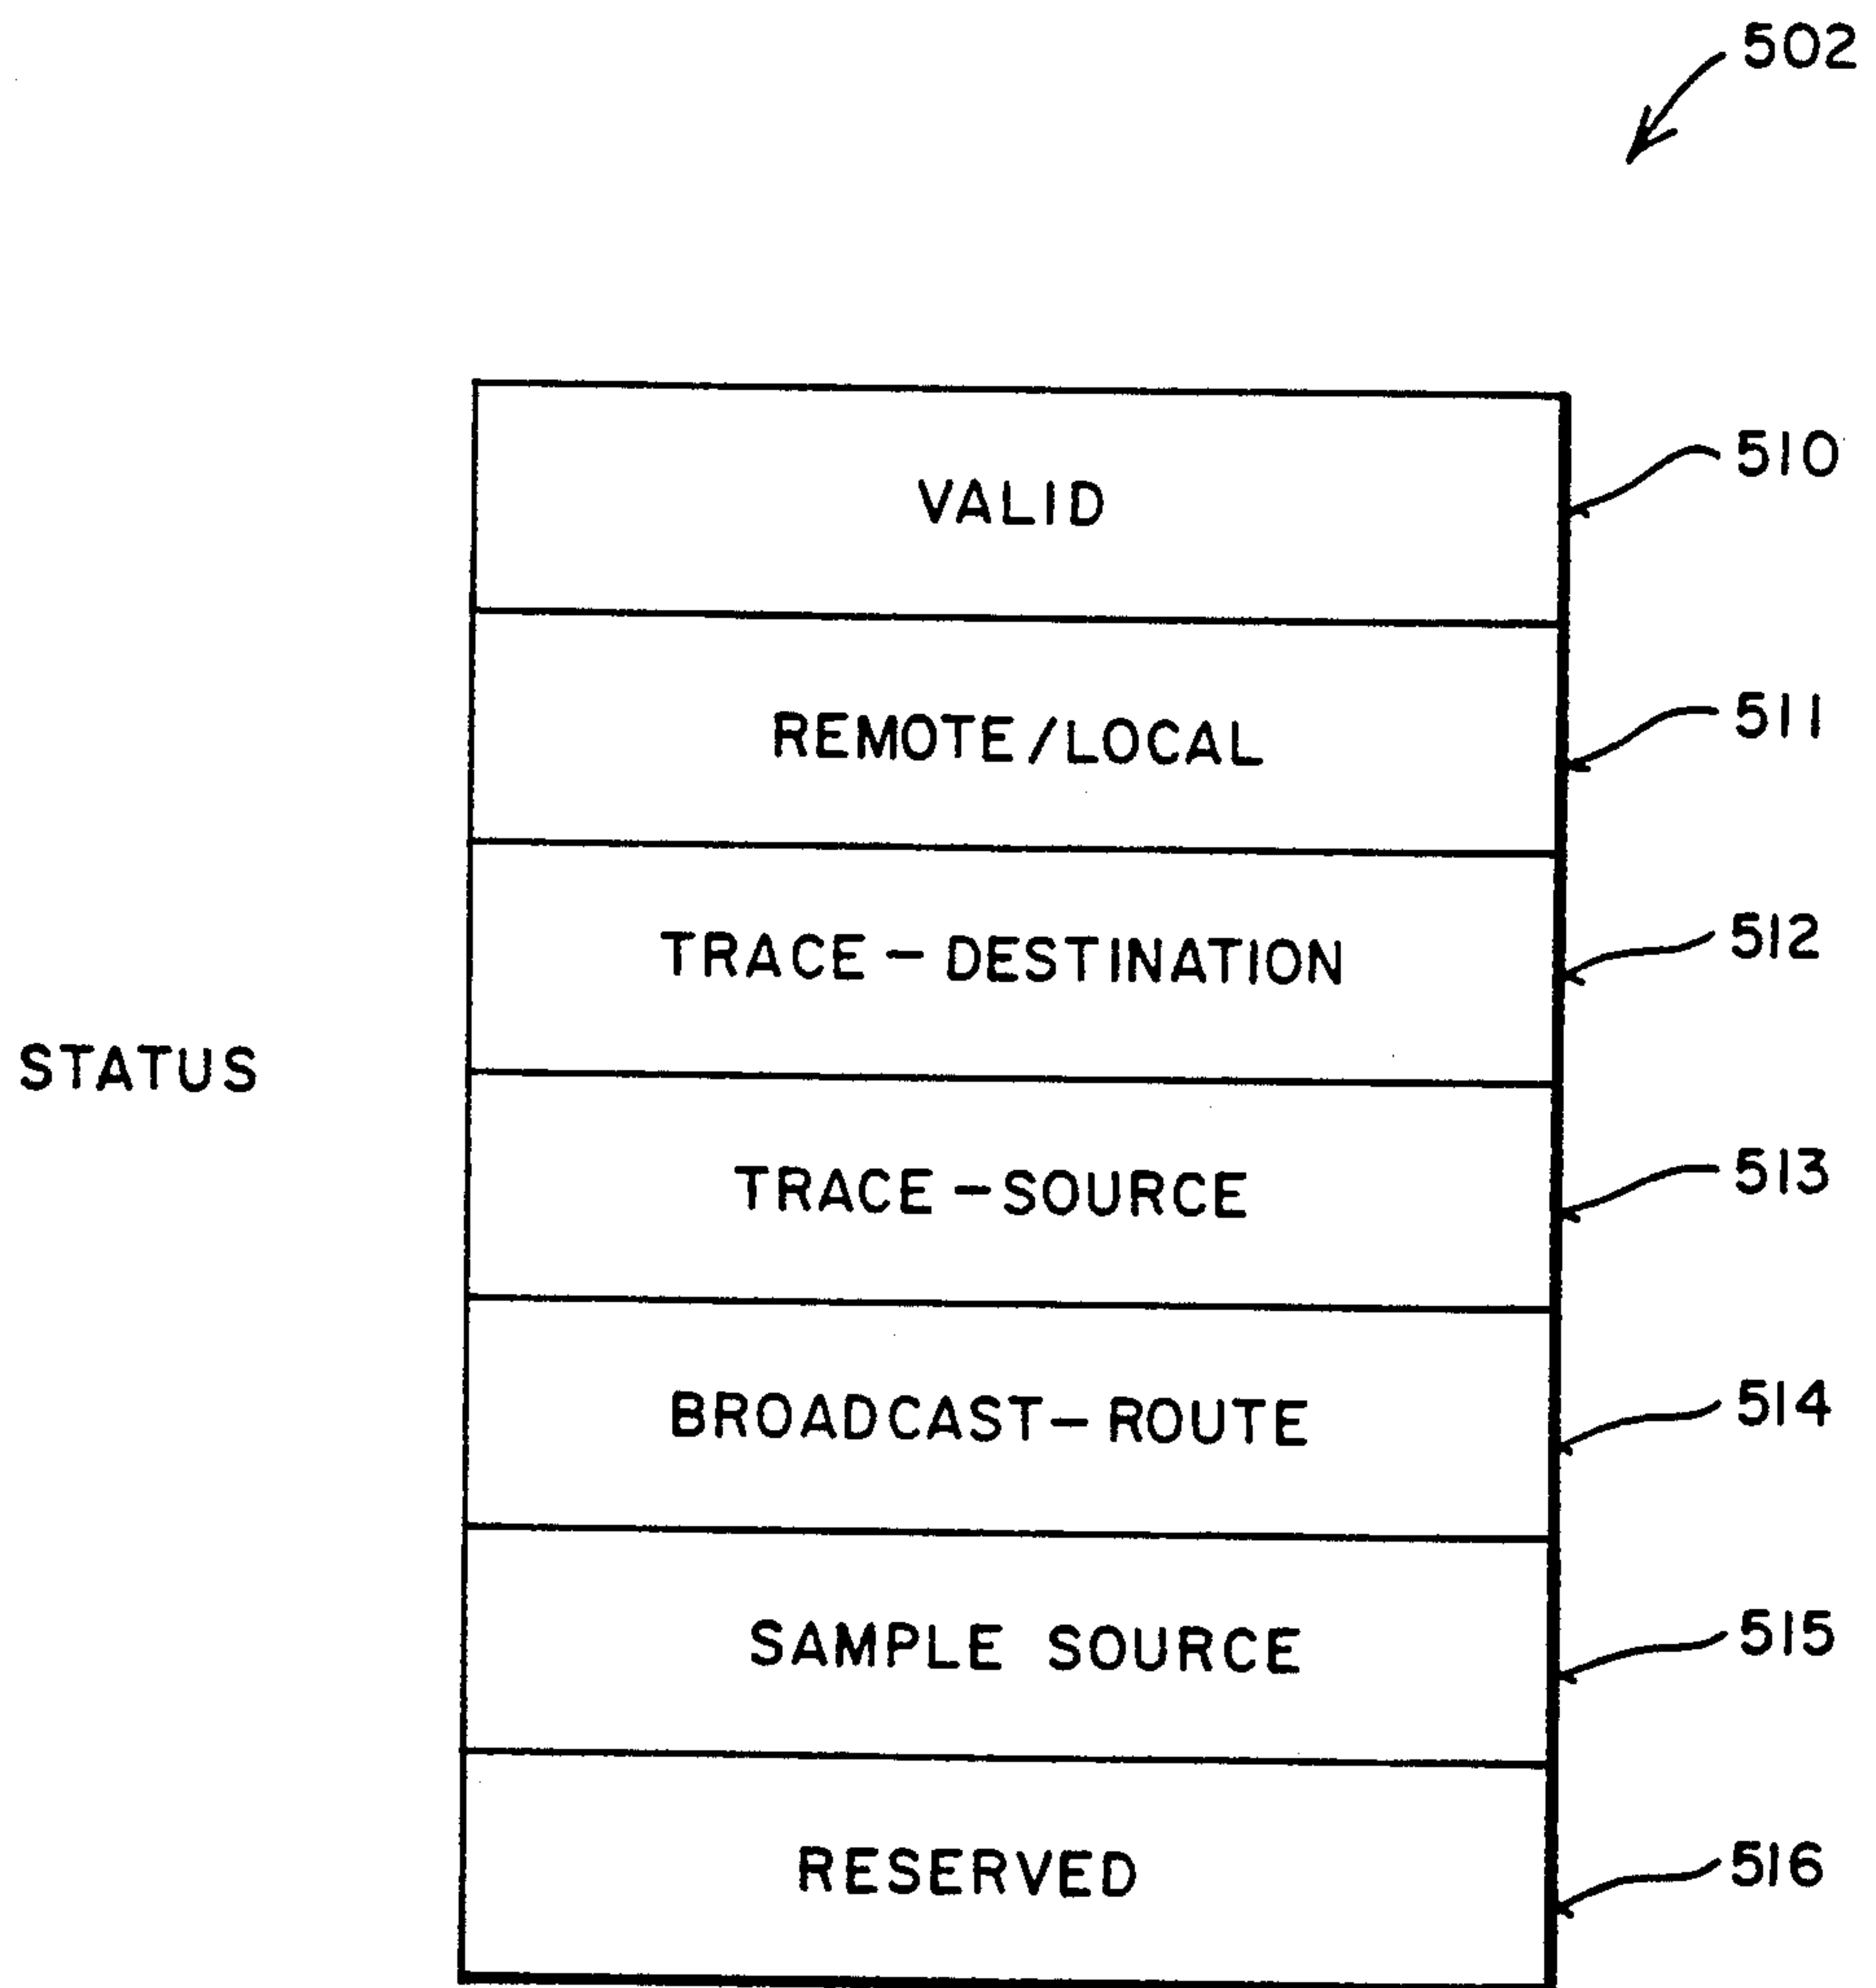 502
VALID 510
REMOTE/LOCAL 511
TRACE - DESTINATION 512
STATUS
TRACE - SOURCE 513
BROADCAST - ROUTE 514
SAMPLE SOURCE 515
RESERVED 516